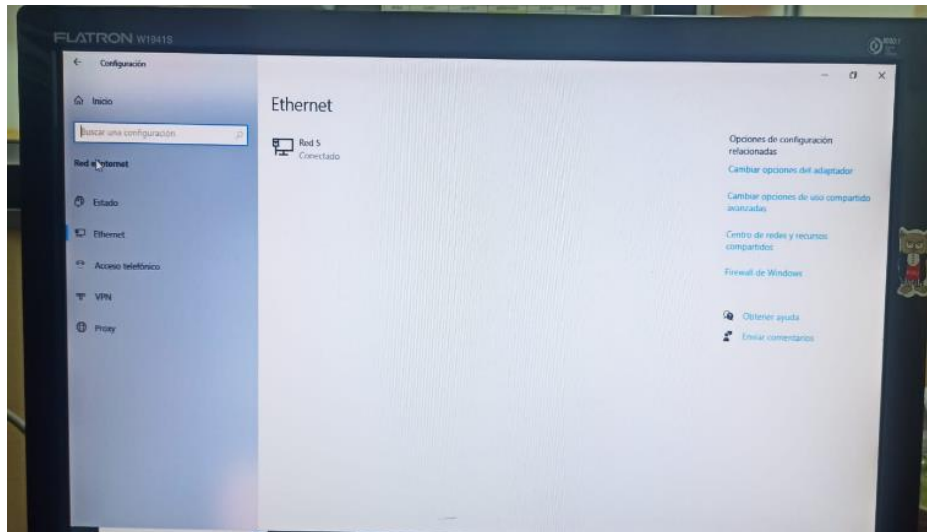 FLATRON W1941S
Configuración
Inicio
Buscar una configuración
Red e Internet
Estado
Ethernet
Acceso telefónico
VPN
Proxy
Ethernet
Red 5
Conectado
Opciones de configuración
relacionadas
Cambiar opciones del adaptador
Cambiar opciones de uso compartido
avanzadas
Centro de redes y recursos
compartidos
Firewall de Windows
Obtener ayuda
Enviar comentarios